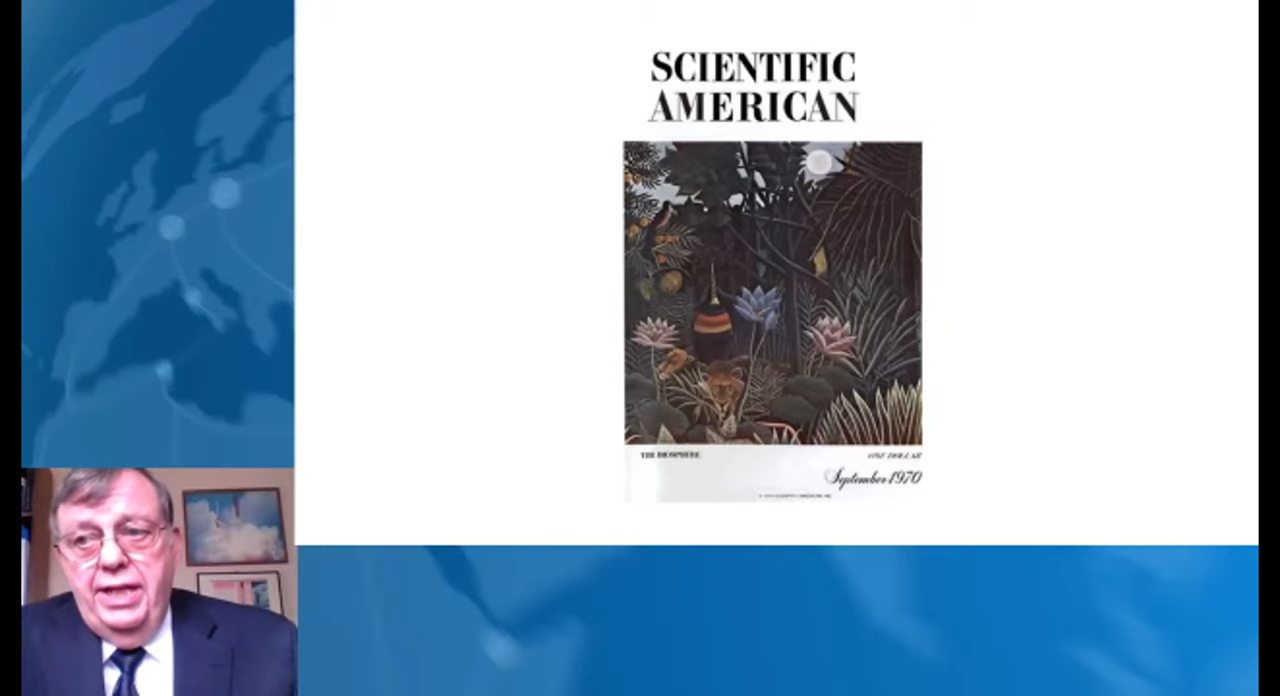 SCIENTIFIC
AMERICAN
THE BIOSPHERE
ONE DOLLAR
September 1970